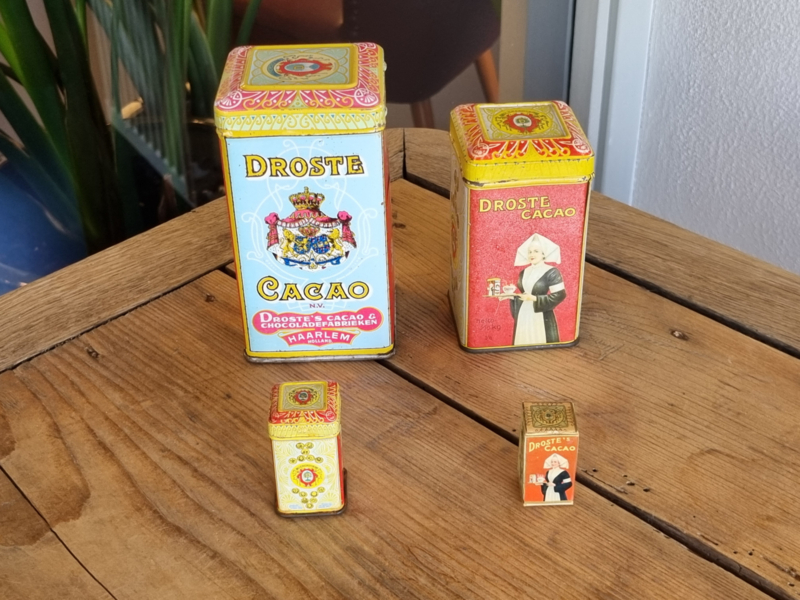 DROSTE
CACAO
N.V.
DROSTE'S CACAO &
CHOCOLADEFABRIEKEN
HAARLEM
HOLLAND
DROSTE
CACAO
DROSTE'S
CACAO